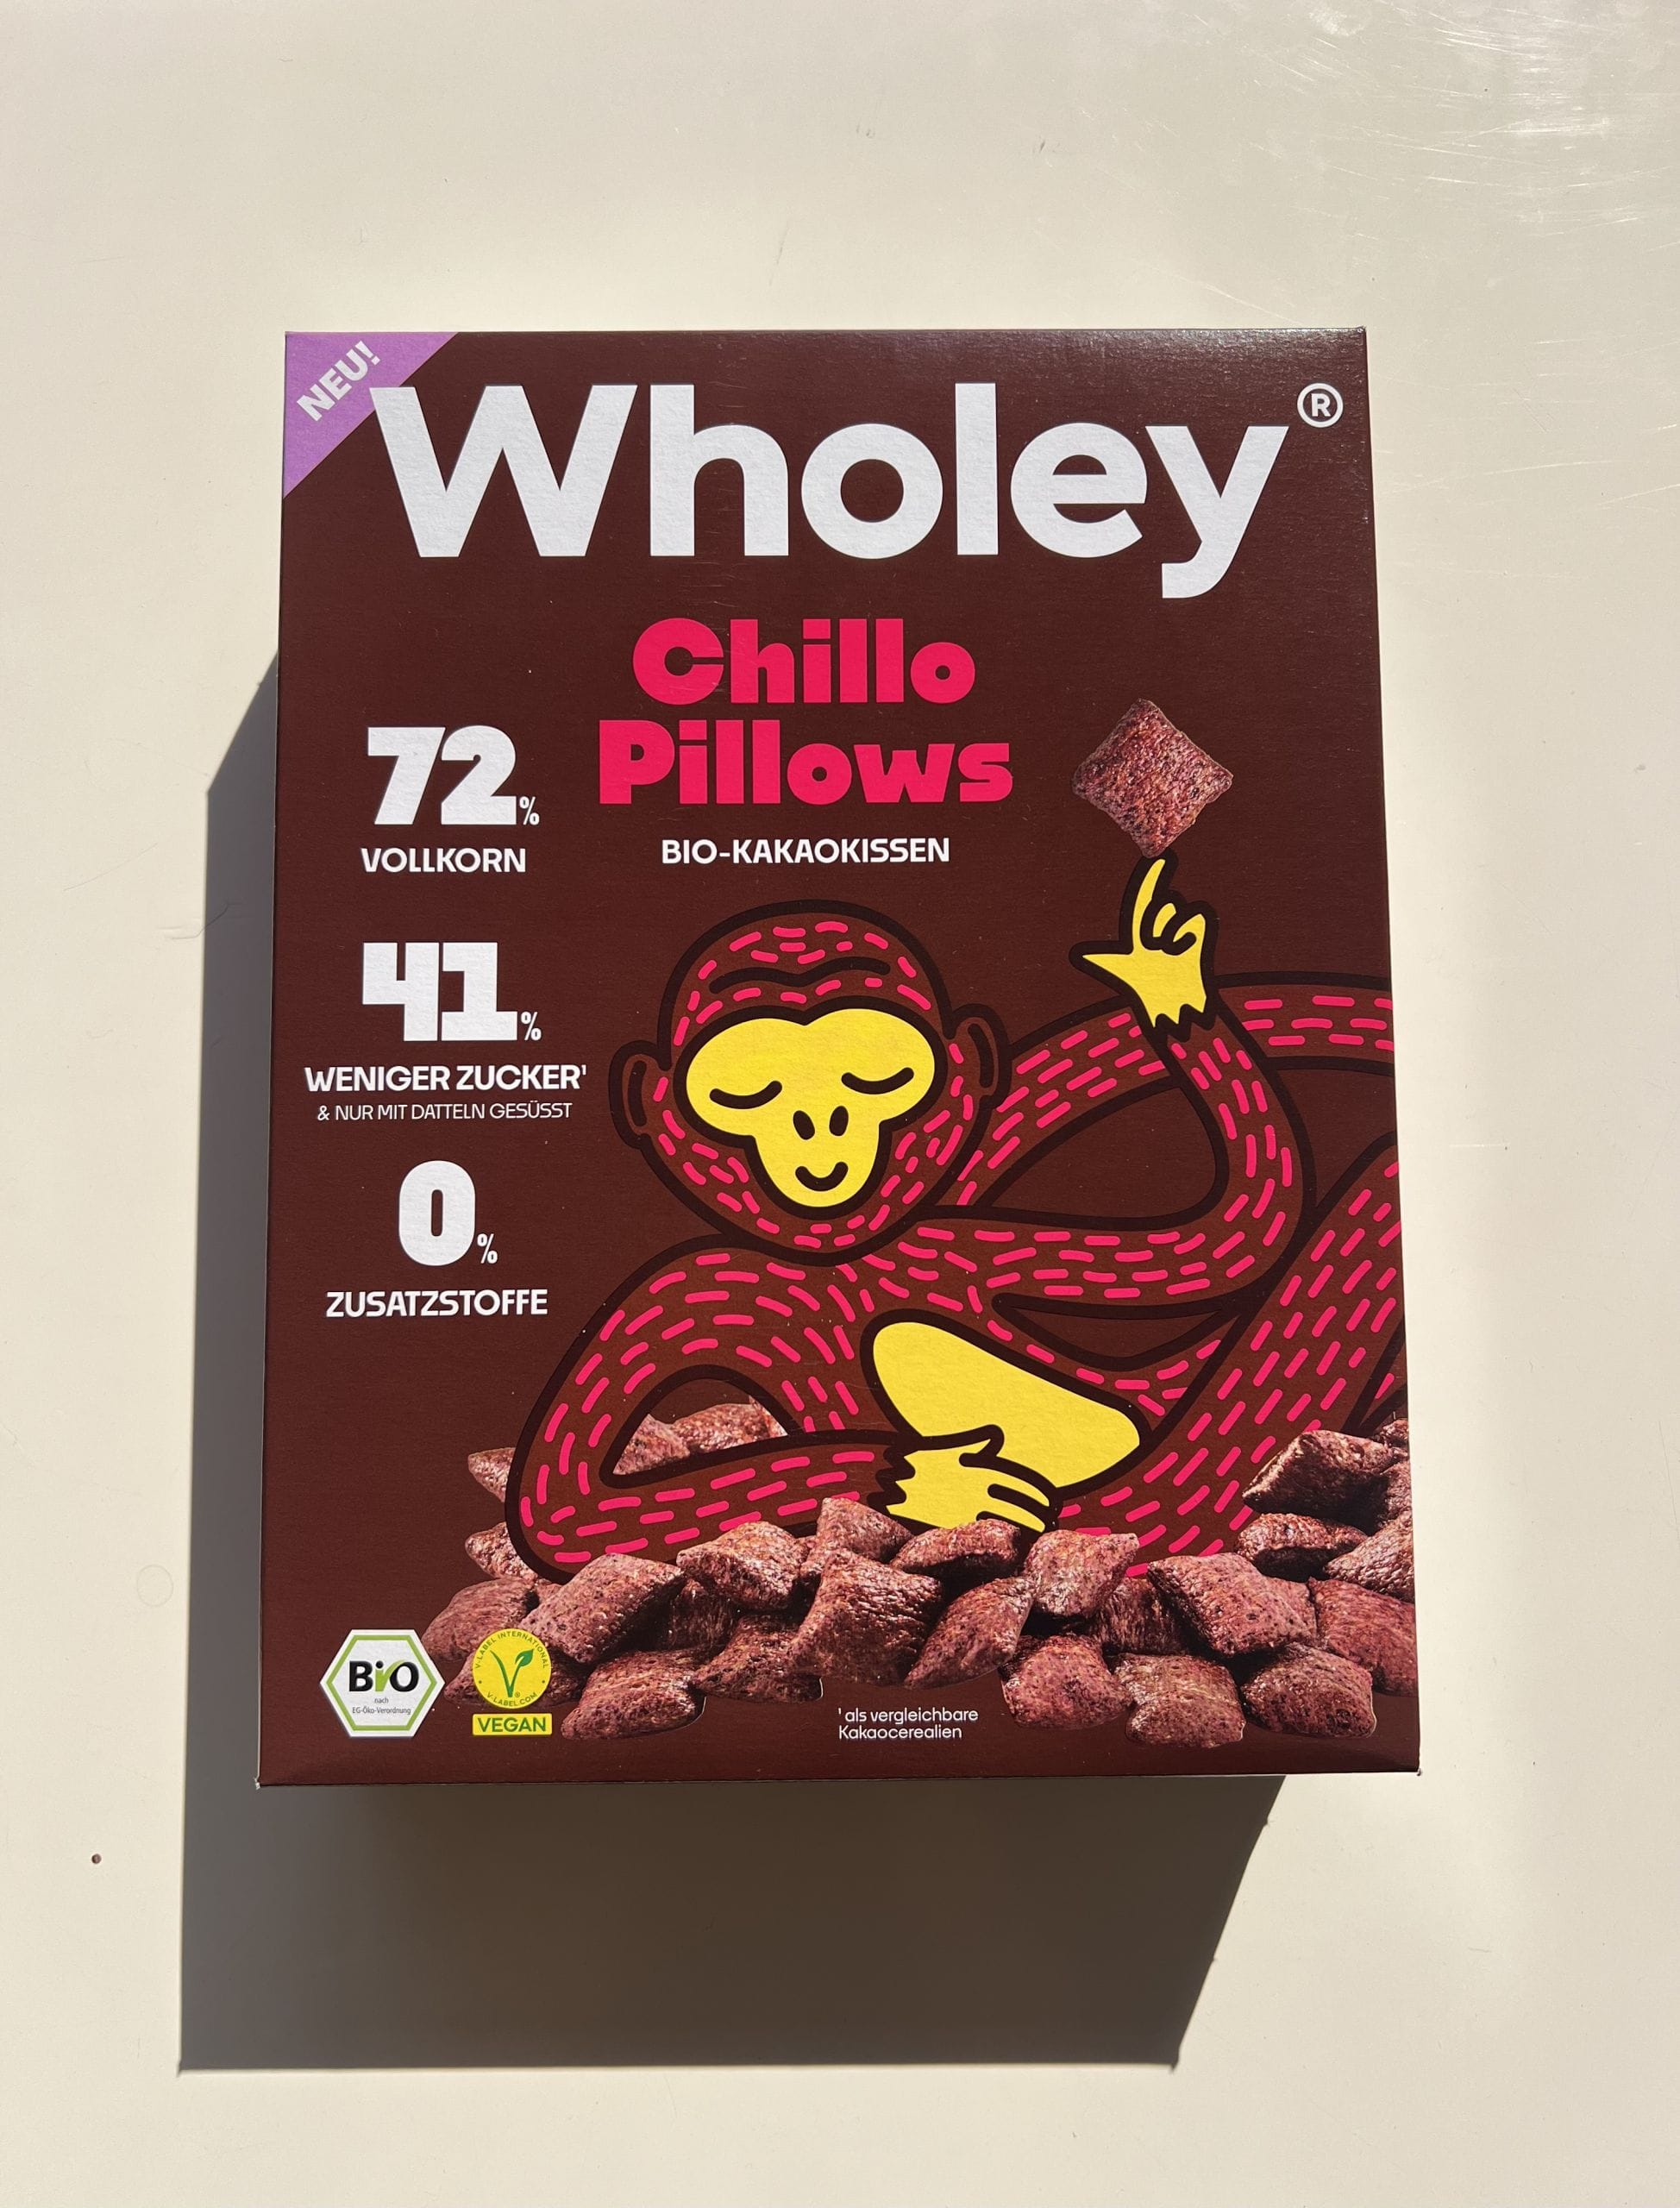 NEU!
Wholey®
Chillo
Pillows
BIO-KAKAOKISSEN
72%
VOLLKORN
41%
WENIGER ZUCKER¹
& NUR MIT DATTELN GESÜSST
0%
ZUSATZSTOFFE
Bio
nach
EG-Öko-Verordnung
V-LABEL INTERNATIONAL
V-LABEL.COM
VEGAN
¹ als vergleichbare
Kakaocerealien